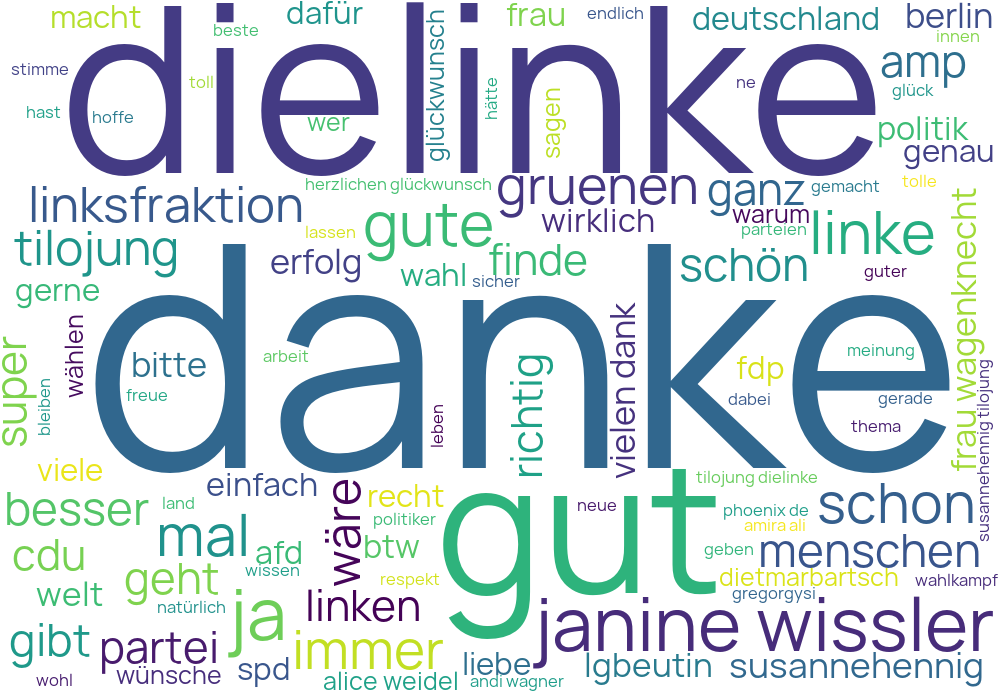 macht
dafür
frau
endlich
deutschland
berlin
beste
innen
dielinke
stimme
toll
glückwunsch
hätte
ne
amp
glück
hast
hoffe
wer
sagen
politik
genau
herzlichen glückwunsch
gruenen
ganz
gemacht
tolle
linksfraktion
gute
wirklich
warum
parteien
linke
lassen
tilojung
erfolg
wahl
finde
sicher
schön
guter
frau wagenknecht
gerne
danke
super
bleiben
wählen
bitte
freue
arbeit
leben
richtig
vielen dank
fdp
dabei
meinung
gerade
thema
susannehennig tilojung
viele
einfach
wäre
recht
gut
neue
tilojung dielinke
phoenix de
amira ali
schon
besser
land
mal
politiker
cdu
afd
btw
geben
menschen
wissen
geht
respekt
dietmarbartsch
wahlkampf
welt
natürlich
ja
linken
gregorgysi
janine wissler
gibt
partei
immer
liebe
lgbeutin
susannehennig
wohl
wünsche
spd
alice weidel
andi wagner